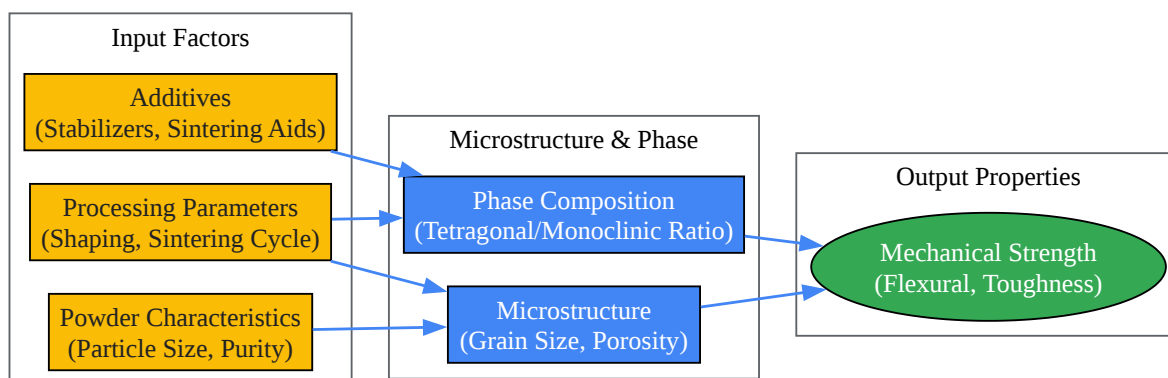 Input Factors
Additives
(Stabilizers, Sintering Aids)
Processing Parameters
(Shaping, Sintering Cycle)
Powder Characteristics
(Particle Size, Purity)
Microstructure & Phase
Phase Composition
(Tetragonal/Monoclinic Ratio)
Microstructure
(Grain Size, Porosity)
Output Properties
Mechanical Strength
(Flexural, Toughness)